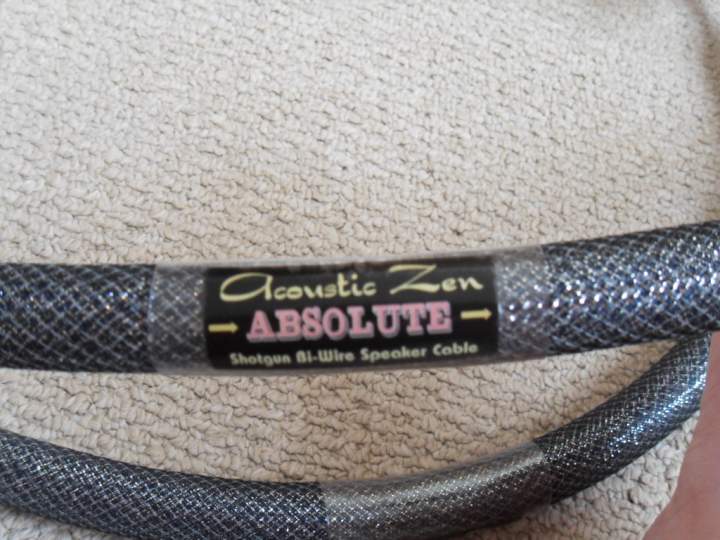 Acoustic Zen
→ ABSOLUTE →
Shotgun Bi-Wire Speaker Cable